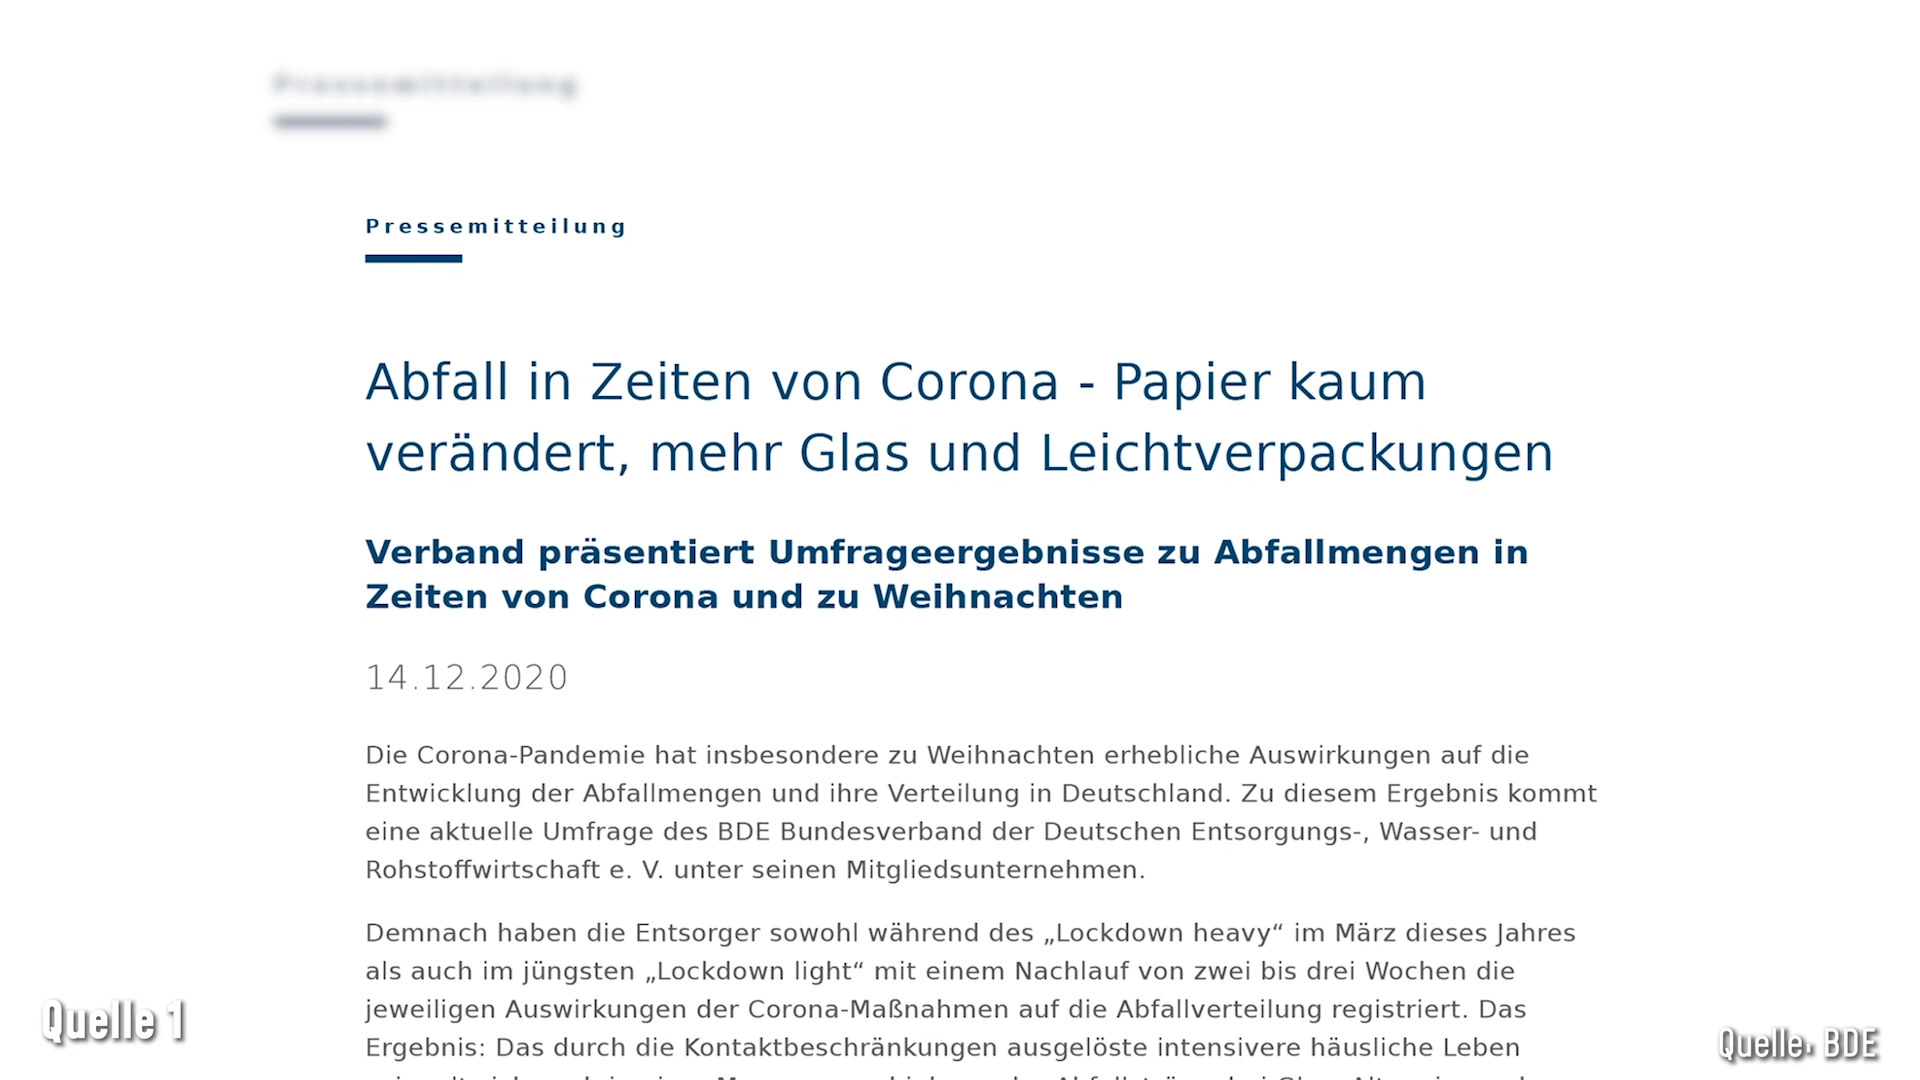 Pressemitteilung
Pressemitteilung
Abfall in Zeiten von Corona - Papier kaum
verändert, mehr Glas und Leichtverpackungen
Verband präsentiert Umfrageergebnisse zu Abfallmengen in
Zeiten von Corona und zu Weihnachten
14.12.2020
Die Corona-Pandemie hat insbesondere zu Weihnachten erhebliche Auswirkungen auf die
Entwicklung der Abfallmengen und ihre Verteilung in Deutschland. Zu diesem Ergebnis kommt
eine aktuelle Umfrage des BDE Bundesverband der Deutschen Entsorgungs-, Wasser- und
Rohstoffwirtschaft e. V. unter seinen Mitgliedsunternehmen.
Demnach haben die Entsorger sowohl während des „Lockdown heavy“ im März dieses Jahres
als auch im jüngsten „Lockdown light“ mit einem Nachlauf von zwei bis drei Wochen die
jeweiligen Auswirkungen der Corona-Maßnahmen auf die Abfallverteilung registriert. Das
Ergebnis: Das durch die Kontaktbeschränkungen ausgelöste intensivere häusliche Leben
Quelle 1
Quelle: BDE